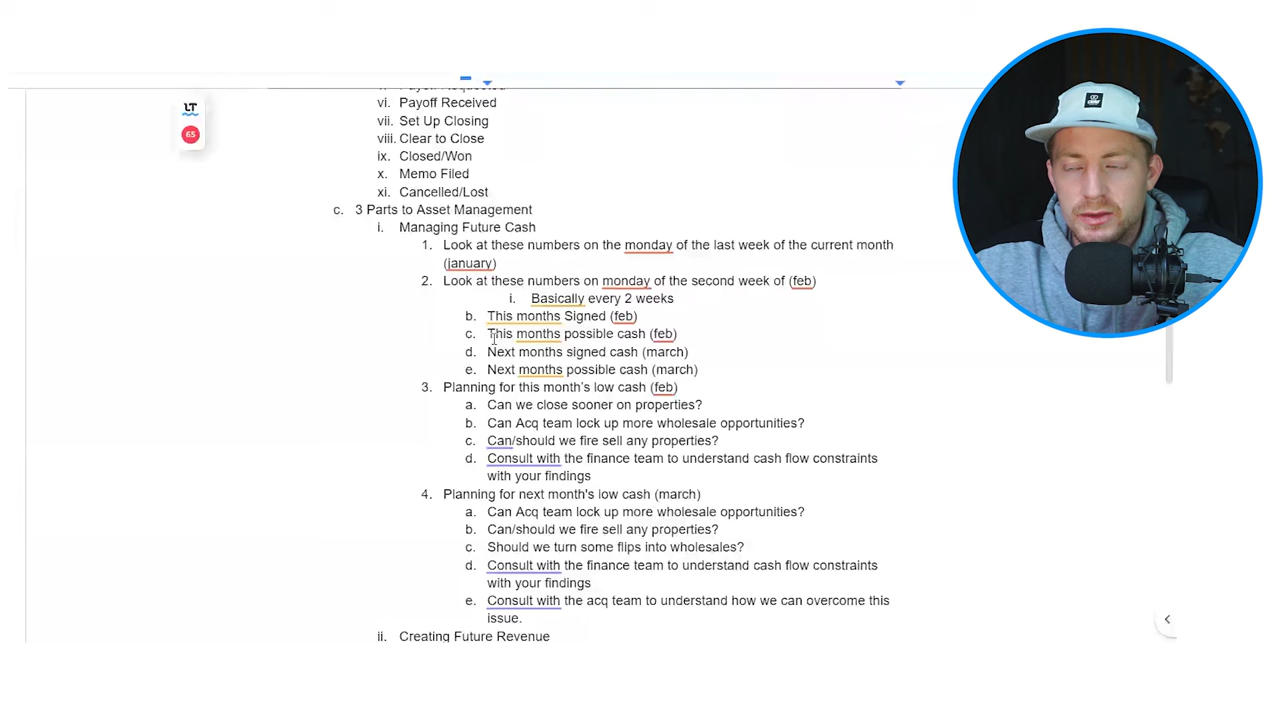 vi. Payoff Received
vii. Set Up Closing
viii. Clear to Close
ix. Closed/Won
x. Memo Filed
xi. Cancelled/Lost
c. 3 Parts to Asset Management
i. Managing Future Cash
1. Look at these numbers on the monday of the last week of the current month
(january)
2. Look at these numbers on monday of the second week of (feb)
i. Basically every 2 weeks
b. This months Signed (feb)
c. This months possible cash (feb)
d. Next months signed cash (march)
e. Next months possible cash (march)
3. Planning for this month's low cash (feb)
a. Can we close sooner on properties?
b. Can Acq team lock up more wholesale opportunities?
c. Can/should we fire sell any properties?
d. Consult with the finance team to understand cash flow constraints
with your findings
4. Planning for next month's low cash (march)
a. Can Acq team lock up more wholesale opportunities?
b. Can/should we fire sell any properties?
c. Should we turn some flips into wholesales?
d. Consult with the finance team to understand cash flow constraints
with your findings
e. Consult with the acq team to understand how we can overcome this
issue.
ii. Creating Future Revenue
LT
65